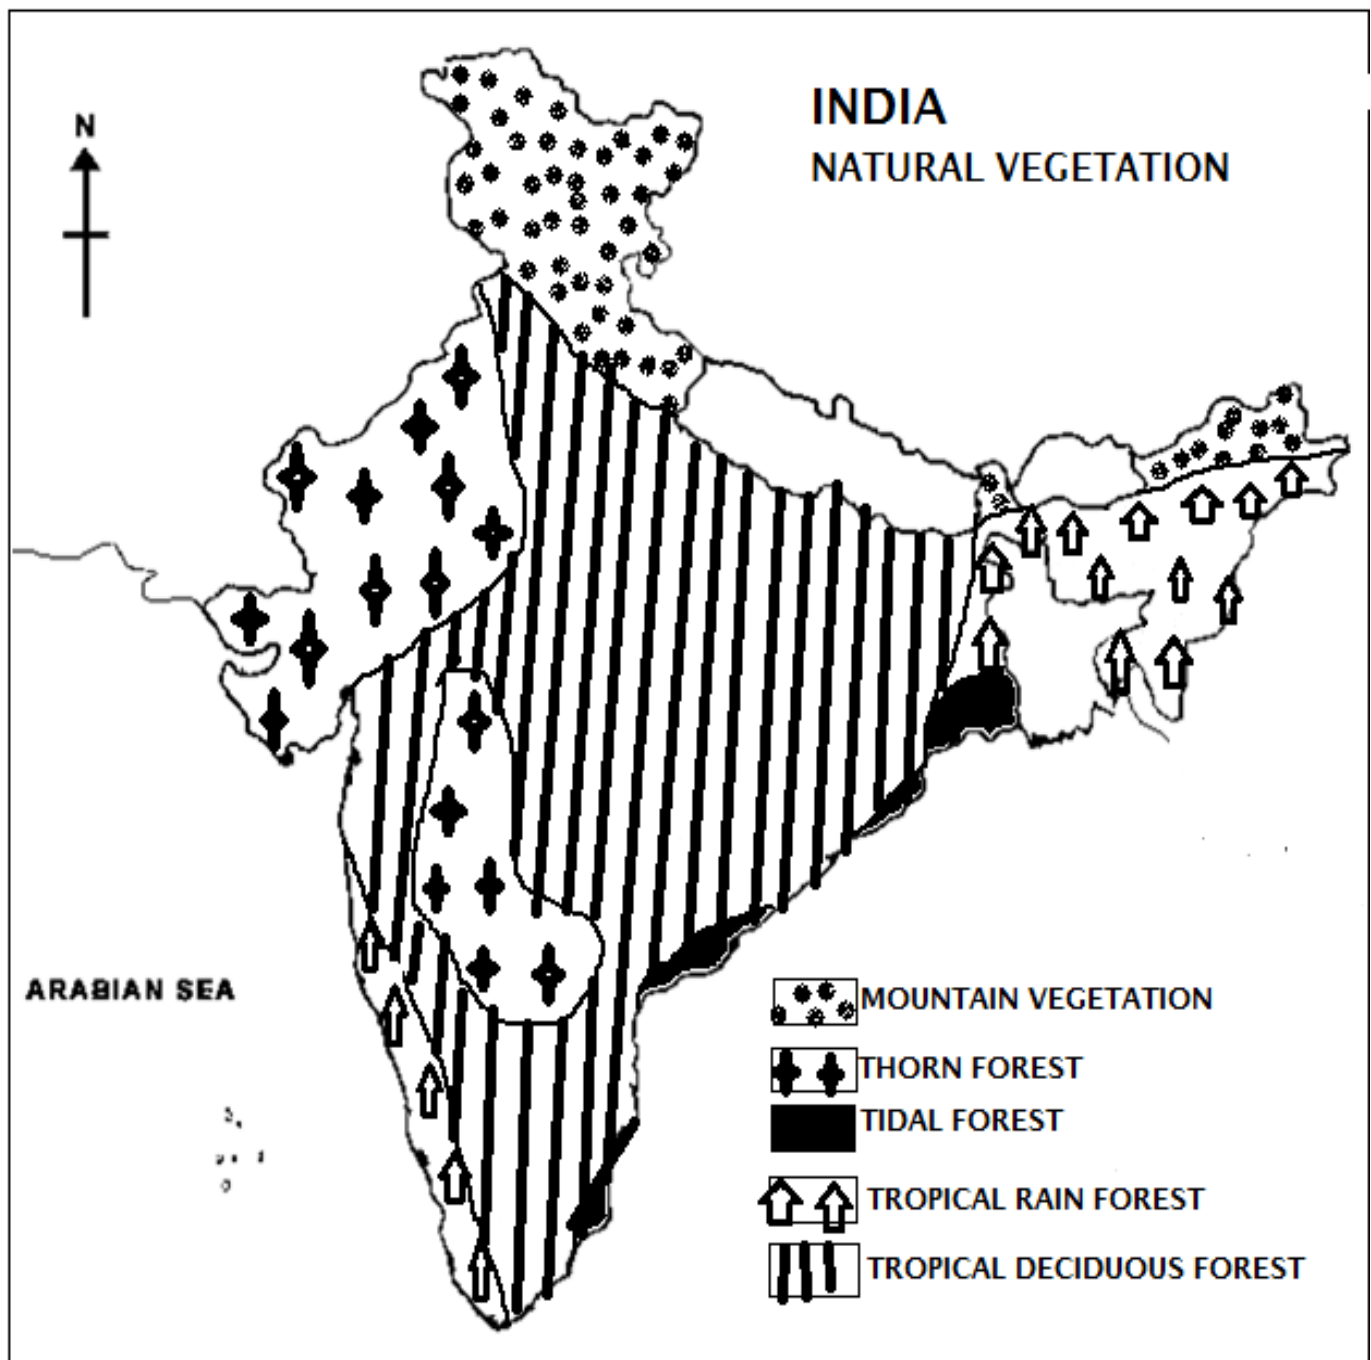 INDIA
NATURAL VEGETATION
N
ARABIAN SEA
MOUNTAIN VEGETATION
THORN FOREST
TIDAL FOREST
TROPICAL RAIN FOREST
TROPICAL DECIDUOUS FOREST